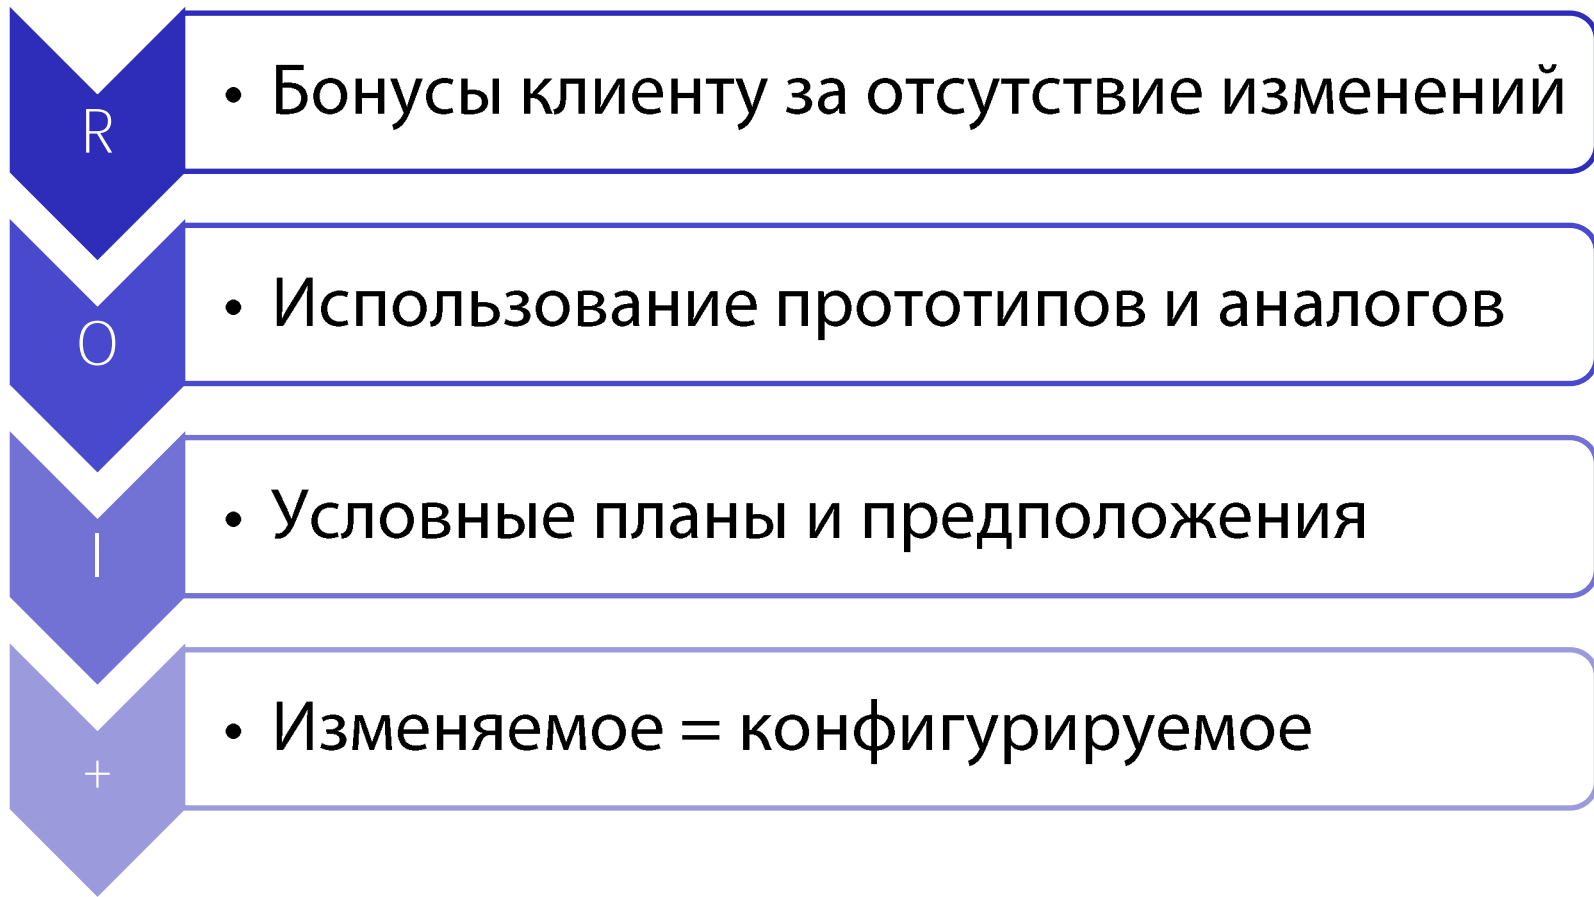 R
• Бонусы клиенту за отсутствие изменений
O
• Использование прототипов и аналогов
I
• Условные планы и предположения
+
• Изменяемое = конфигурируемое